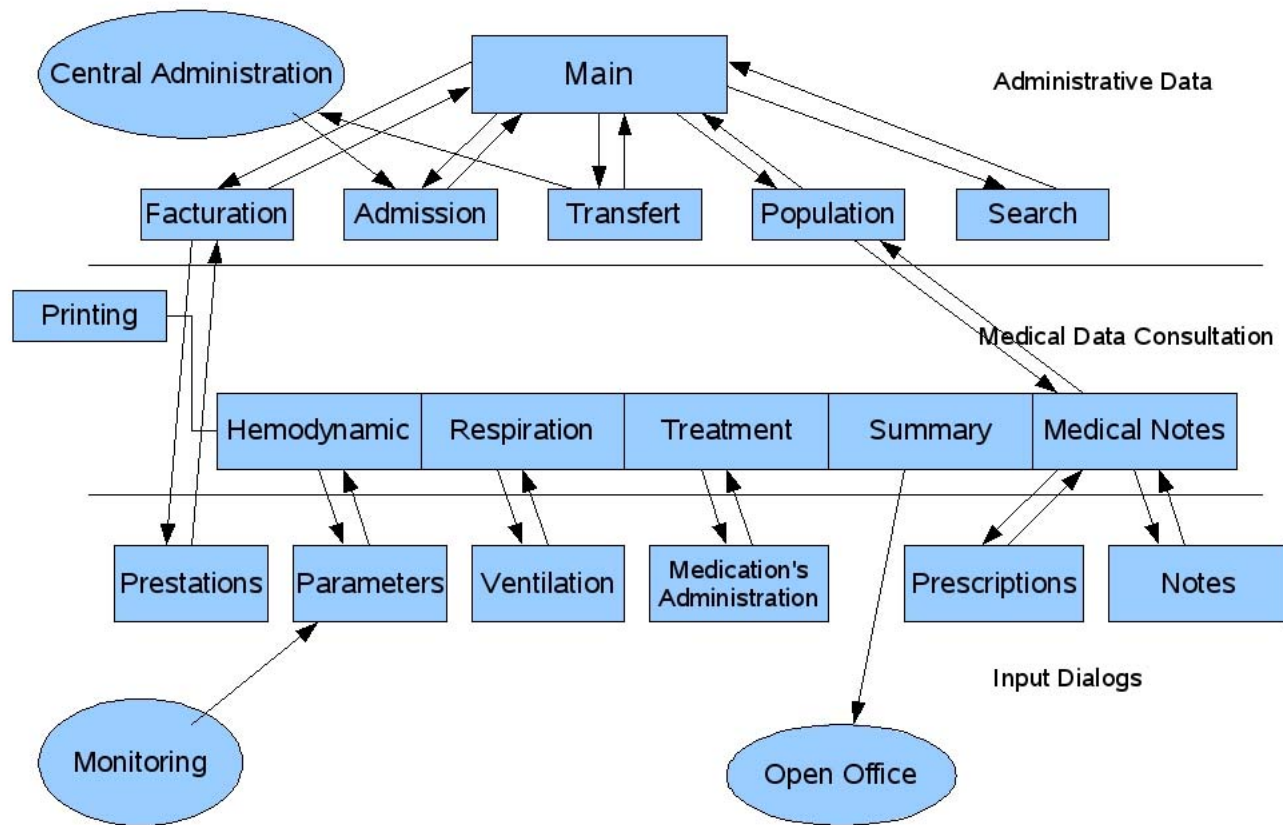 Central Administration
Main
Administrative Data
Facturation
Admission
Transfert
Population
Search
Printing
Medical Data Consultation
Hemodynamic
Respiration
Treatment
Summary
Medical Notes
Prestations
Parameters
Ventilation
Medication's
Administration
Prescriptions
Notes
Input Dialogs
Monitoring
Open Office